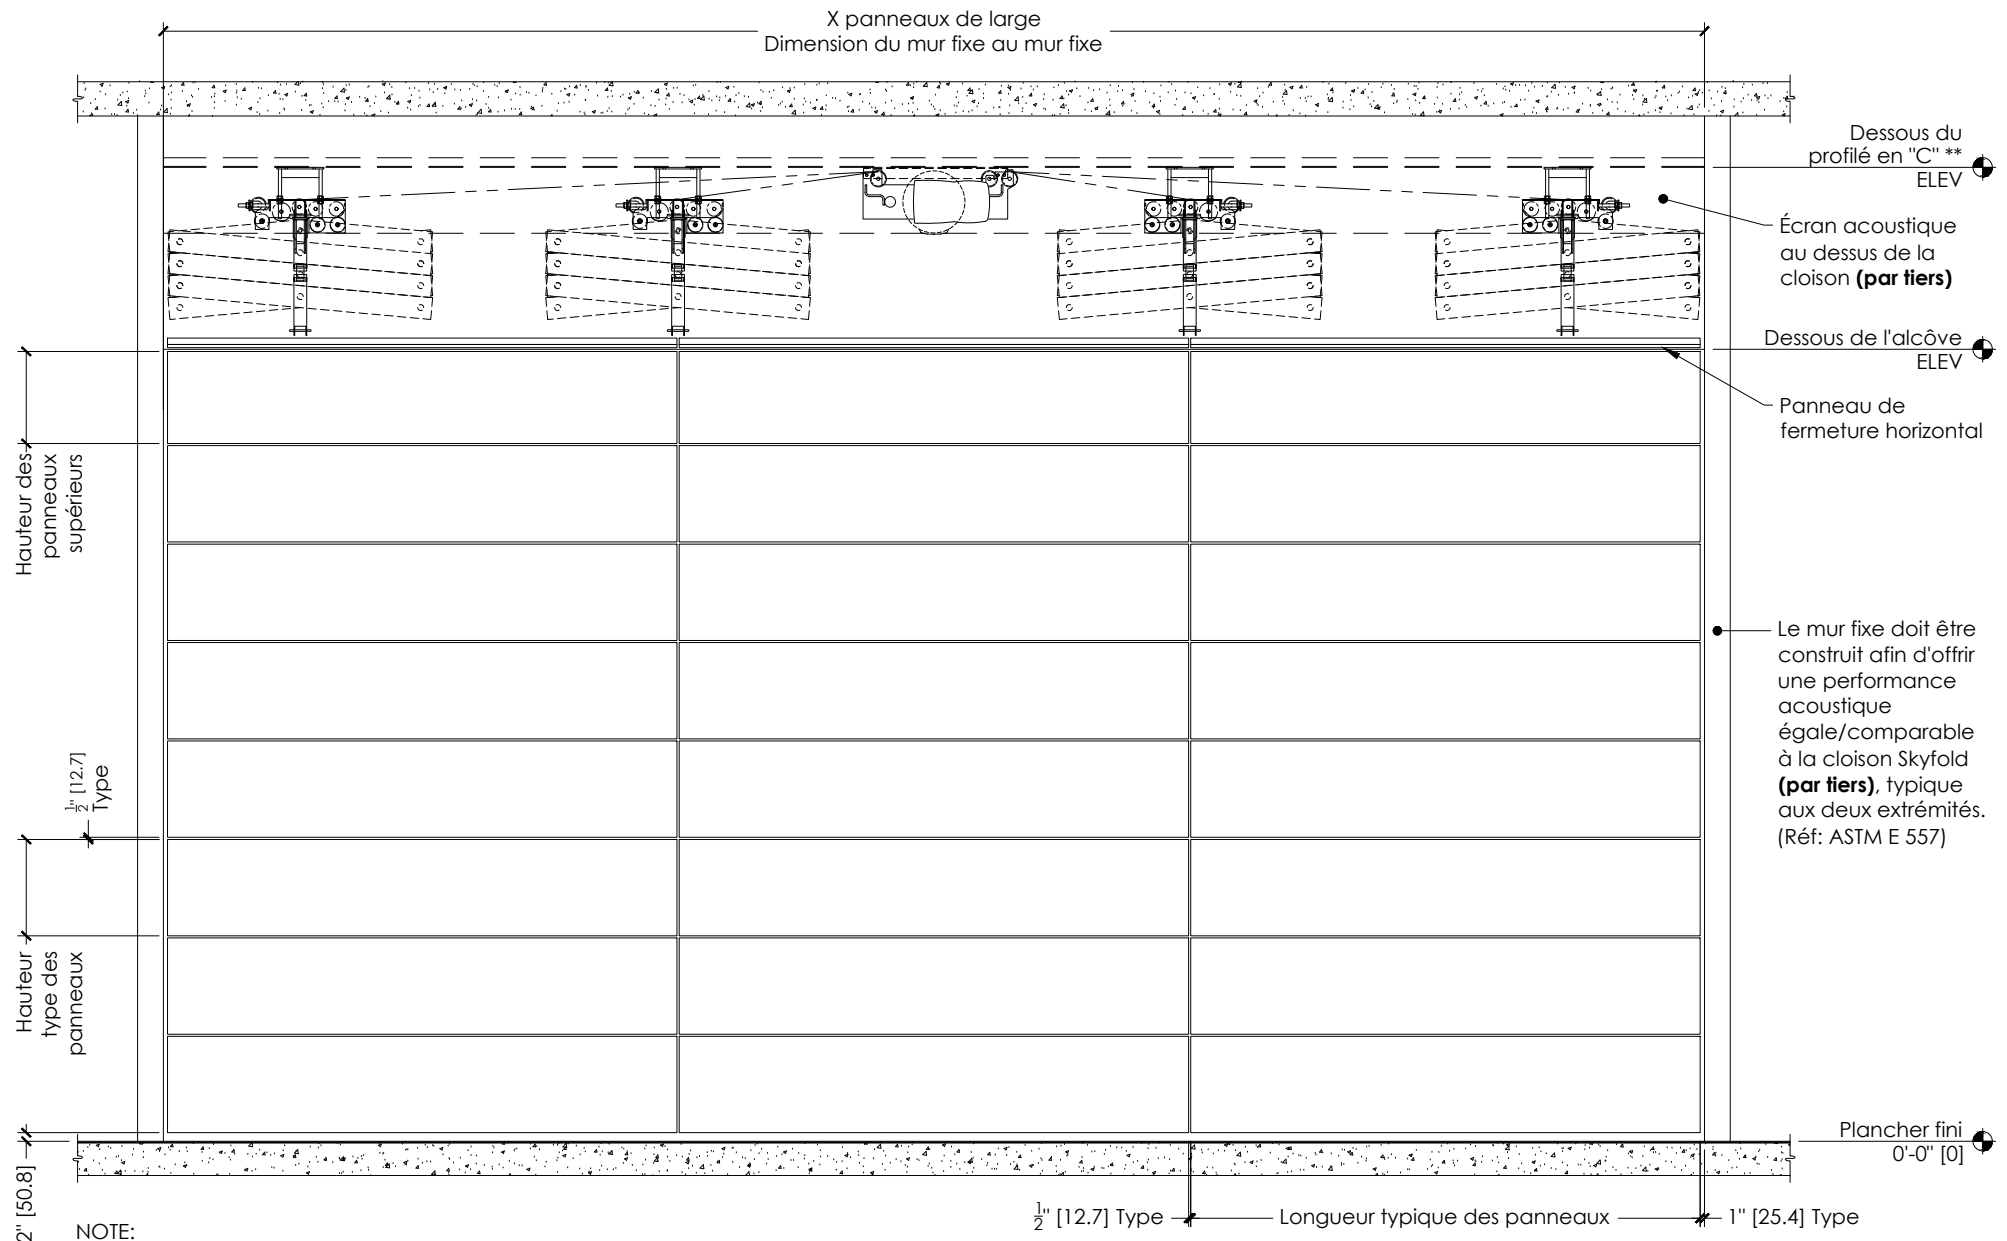 X panneaux de large
Dimension du mur fixe au mur fixe
Dessous du
profilé en "C" **
ELEV
Écran acoustique
au dessus de la
cloison (par tiers)
Dessous de l'alcôve
ELEV
Panneau de
fermeture horizontal
Hauteur des
panneaux
supérieurs
Le mur fixe doit être
construit afin d'offrir
une performance
acoustique
égale/comparable
à la cloison Skyfold
(par tiers), typique
aux deux extrémités.
(Réf: ASTM E 557)
½" [12.7]
Type
Hauteur
type des
panneaux
Plancher fini
0'-0" [0]
2" [50.8]
NOTE:
½" [12.7] Type
Longueur typique des panneaux
1" [25.4] Type